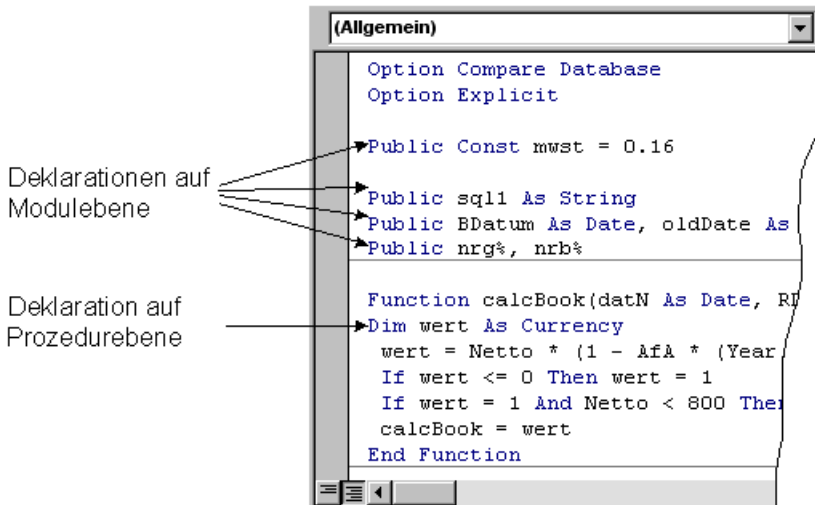 (Allgemein)
Option Compare Database
Option Explicit
Public Const mwst = 0.16
Deklarationen auf
Modulebene
Public sql1 As String
Public BDatum As Date, oldDate As
Public nrg%, nrb%
Deklaration auf
Prozedurebene
Function calcBook(datN As Date, RD
Dim wert As Currency
wert = Netto * (1 - AfA * (Year
If wert <= 0 Then wert = 1
If wert = 1 And Netto < 800 Then
calcBook = wert
End Function